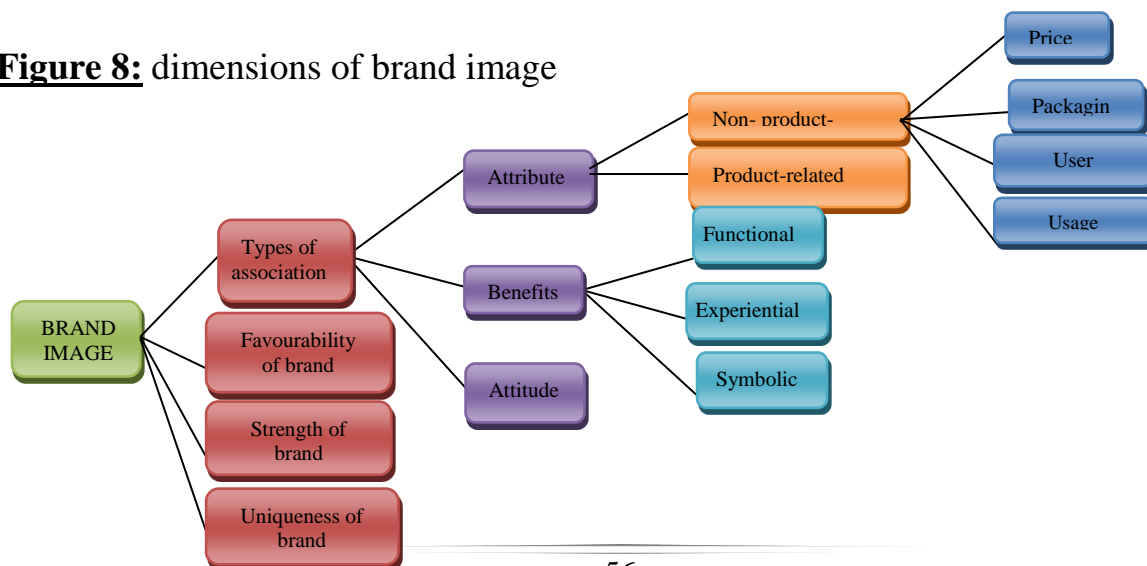 Figure 8: dimensions of brand image
BRAND
IMAGE
Types of
association
Favourability
of brand
Strength of
brand
Uniqueness of
brand
Attribute
Benefits
Attitude
Non- product-
Product-related
Functional
Experiential
Symbolic
Price
Packagin
User
Usage
56